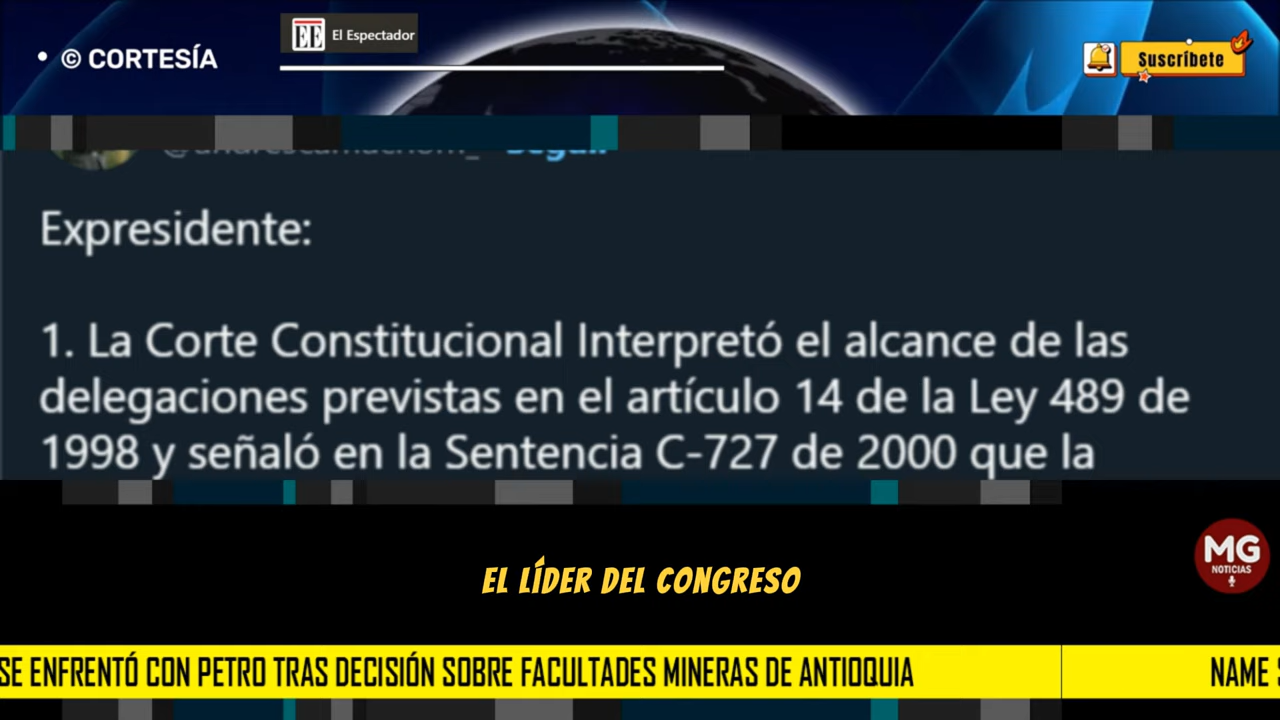 • © CORTESÍA
EE El Espectador
Suscríbete
Expresidente:
1. La Corte Constitucional Interpretó el alcance de las
delegaciones previstas en el artículo 14 de la Ley 489 de
1998 y señaló en la Sentencia C-727 de 2000 que la
EL LÍDER DEL CONGRESO
MG
NOTICIAS
SE ENFRENTÓ CON PETRO TRAS DECISIÓN SOBRE FACULTADES MINERAS DE ANTIOQUIA
NAME